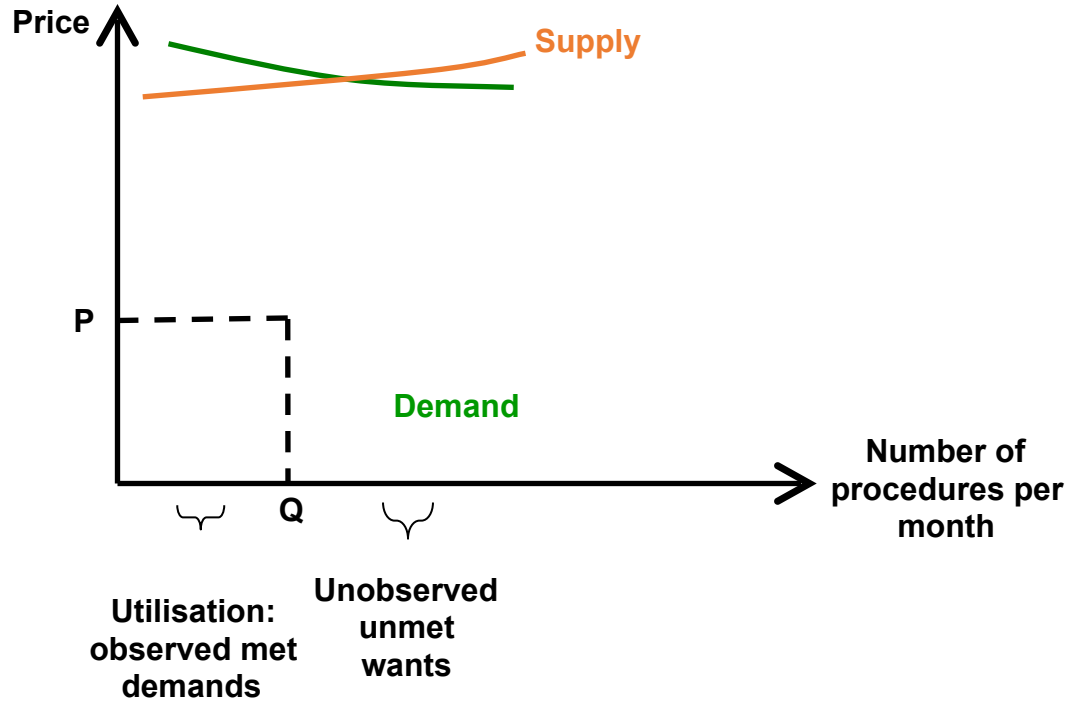 Price
Supply
P
Demand
Number of
procedures per
month
Q
Utilisation:
observed met
demands
Unobserved
unmet
wants